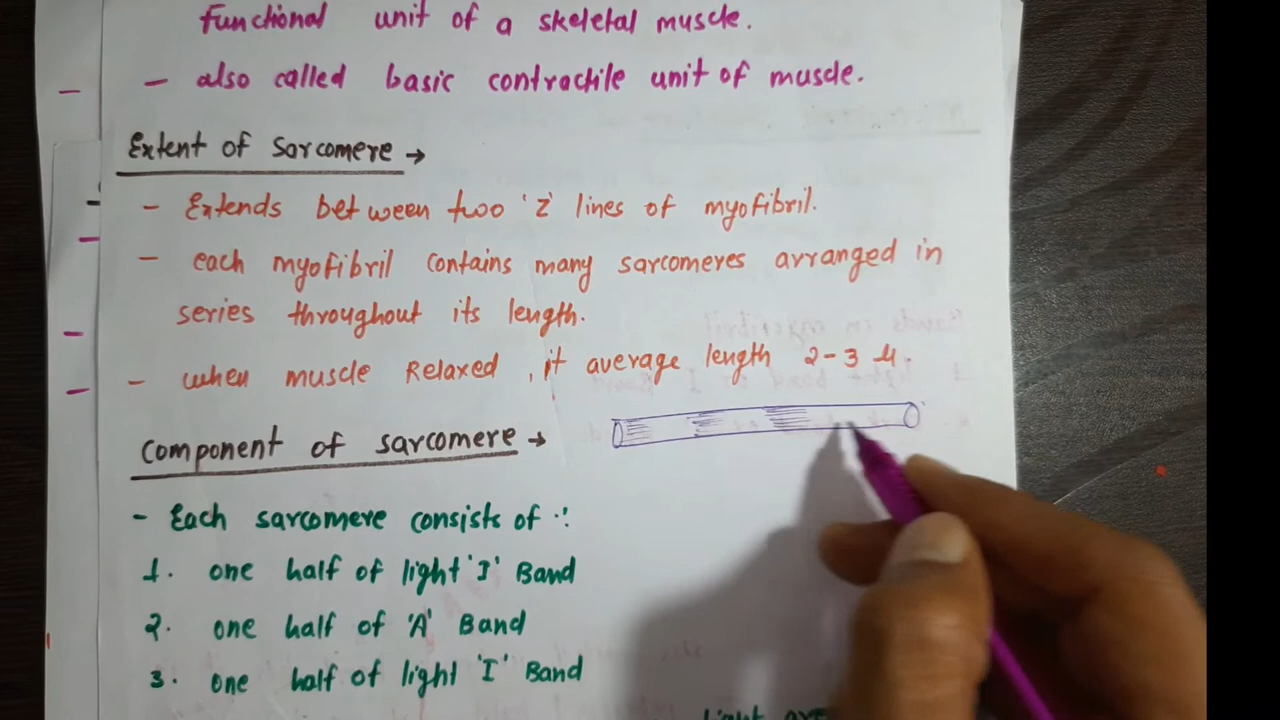 functional unit of a skeletal muscle.
- also called basic contractile unit of muscle.
Extent of sarcomere →
- Extends between two 'Z' lines of myofibril.
- each myofibril contains many sarcomeres arranged in
series throughout its length.
- when muscle Relaxed, it average length 2-3 μ.
Component of sarcomere →
- Each sarcomere consists of :
1. one half of light 'I' Band
2. one half of 'A' Band
3. one half of light 'I' Band
light